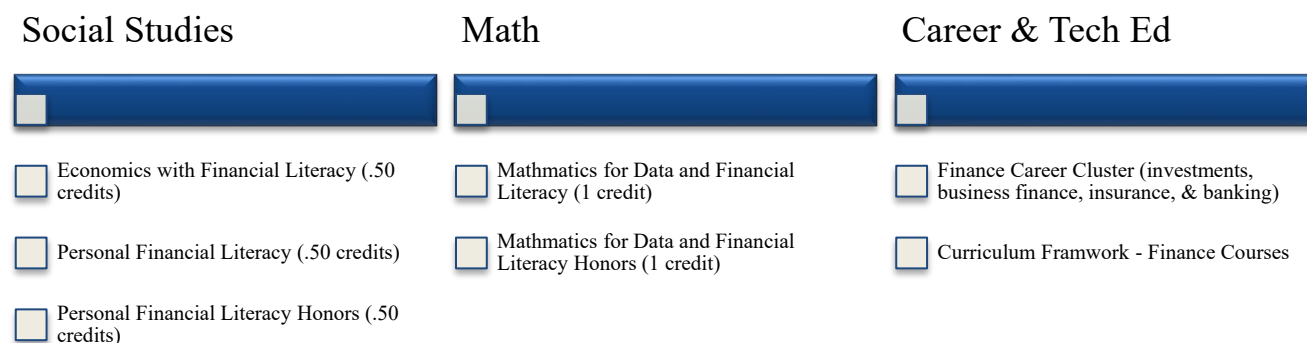 Social Studies
Economics with Financial Literacy (.50
credits)
Personal Financial Literacy (.50 credits)
Personal Financial Literacy Honors (.50
credits)
Math
Mathmatics for Data and Financial
Literacy (1 credit)
Mathmatics for Data and Financial
Literacy Honors (1 credit)
Career & Tech Ed
Finance Career Cluster (investments,
business finance, insurance, & banking)
Curriculum Framwork - Finance Courses